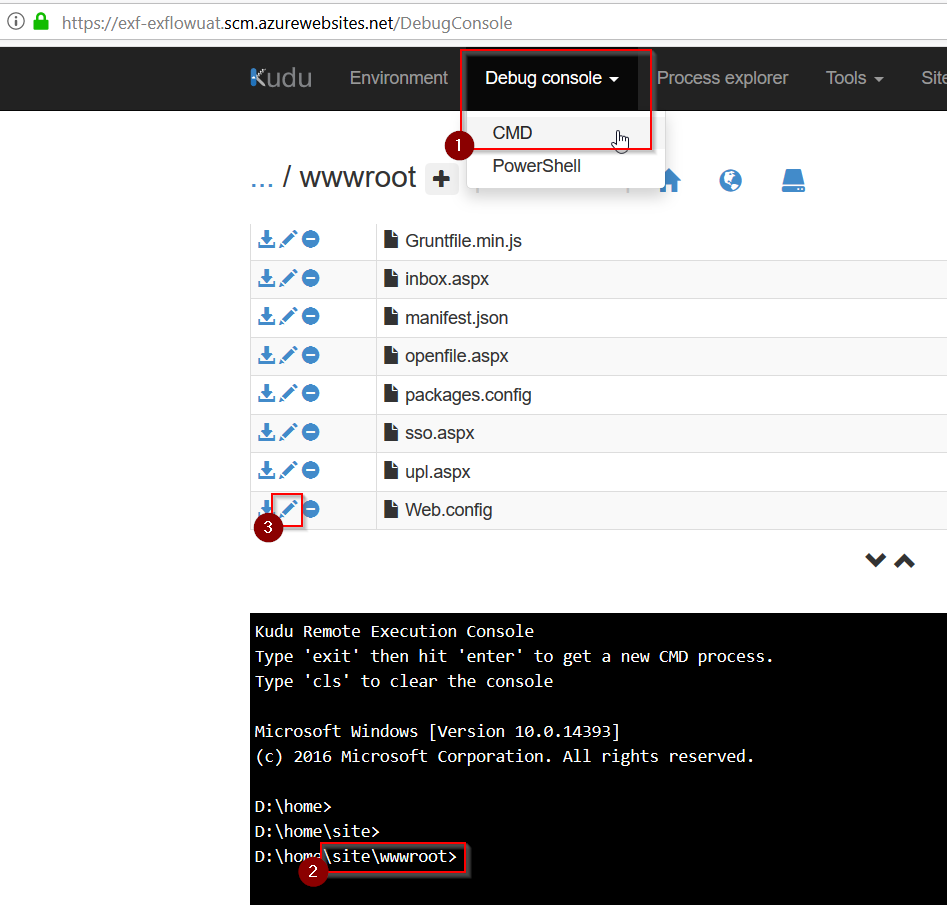 https://exf-exflowuat.scm.azurewebsites.net/DebugConsole
Kudu Environment Debug console Process explorer Tools Site
1
CMD
PowerShell
... / wwwroot +
Gruntfile.min.js
inbox.aspx
manifest.json
openfile.aspx
packages.config
sso.aspx
upl.aspx
Web.config
3
Kudu Remote Execution Console
Type 'exit' then hit 'enter' to get a new CMD process.
Type 'cls' to clear the console
Microsoft Windows [Version 10.0.14393]
(c) 2016 Microsoft Corporation. All rights reserved.
D:\home>
D:\home\site>
D:\home\site\wwwroot>
2